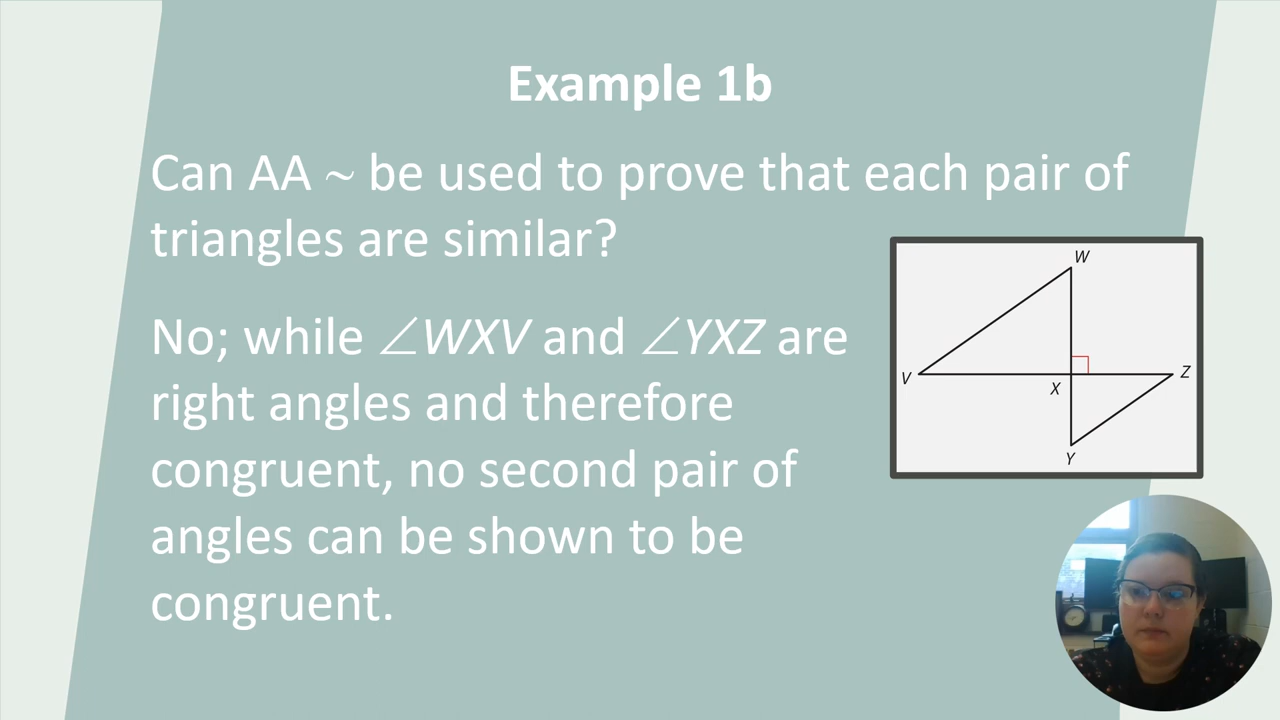 Example 1b
Can AA ~ be used to prove that each pair of
triangles are similar?
No; while ∠WXV and ∠YXZ are
right angles and therefore
congruent, no second pair of
angles can be shown to be
congruent.
W
V
X
Z
Y